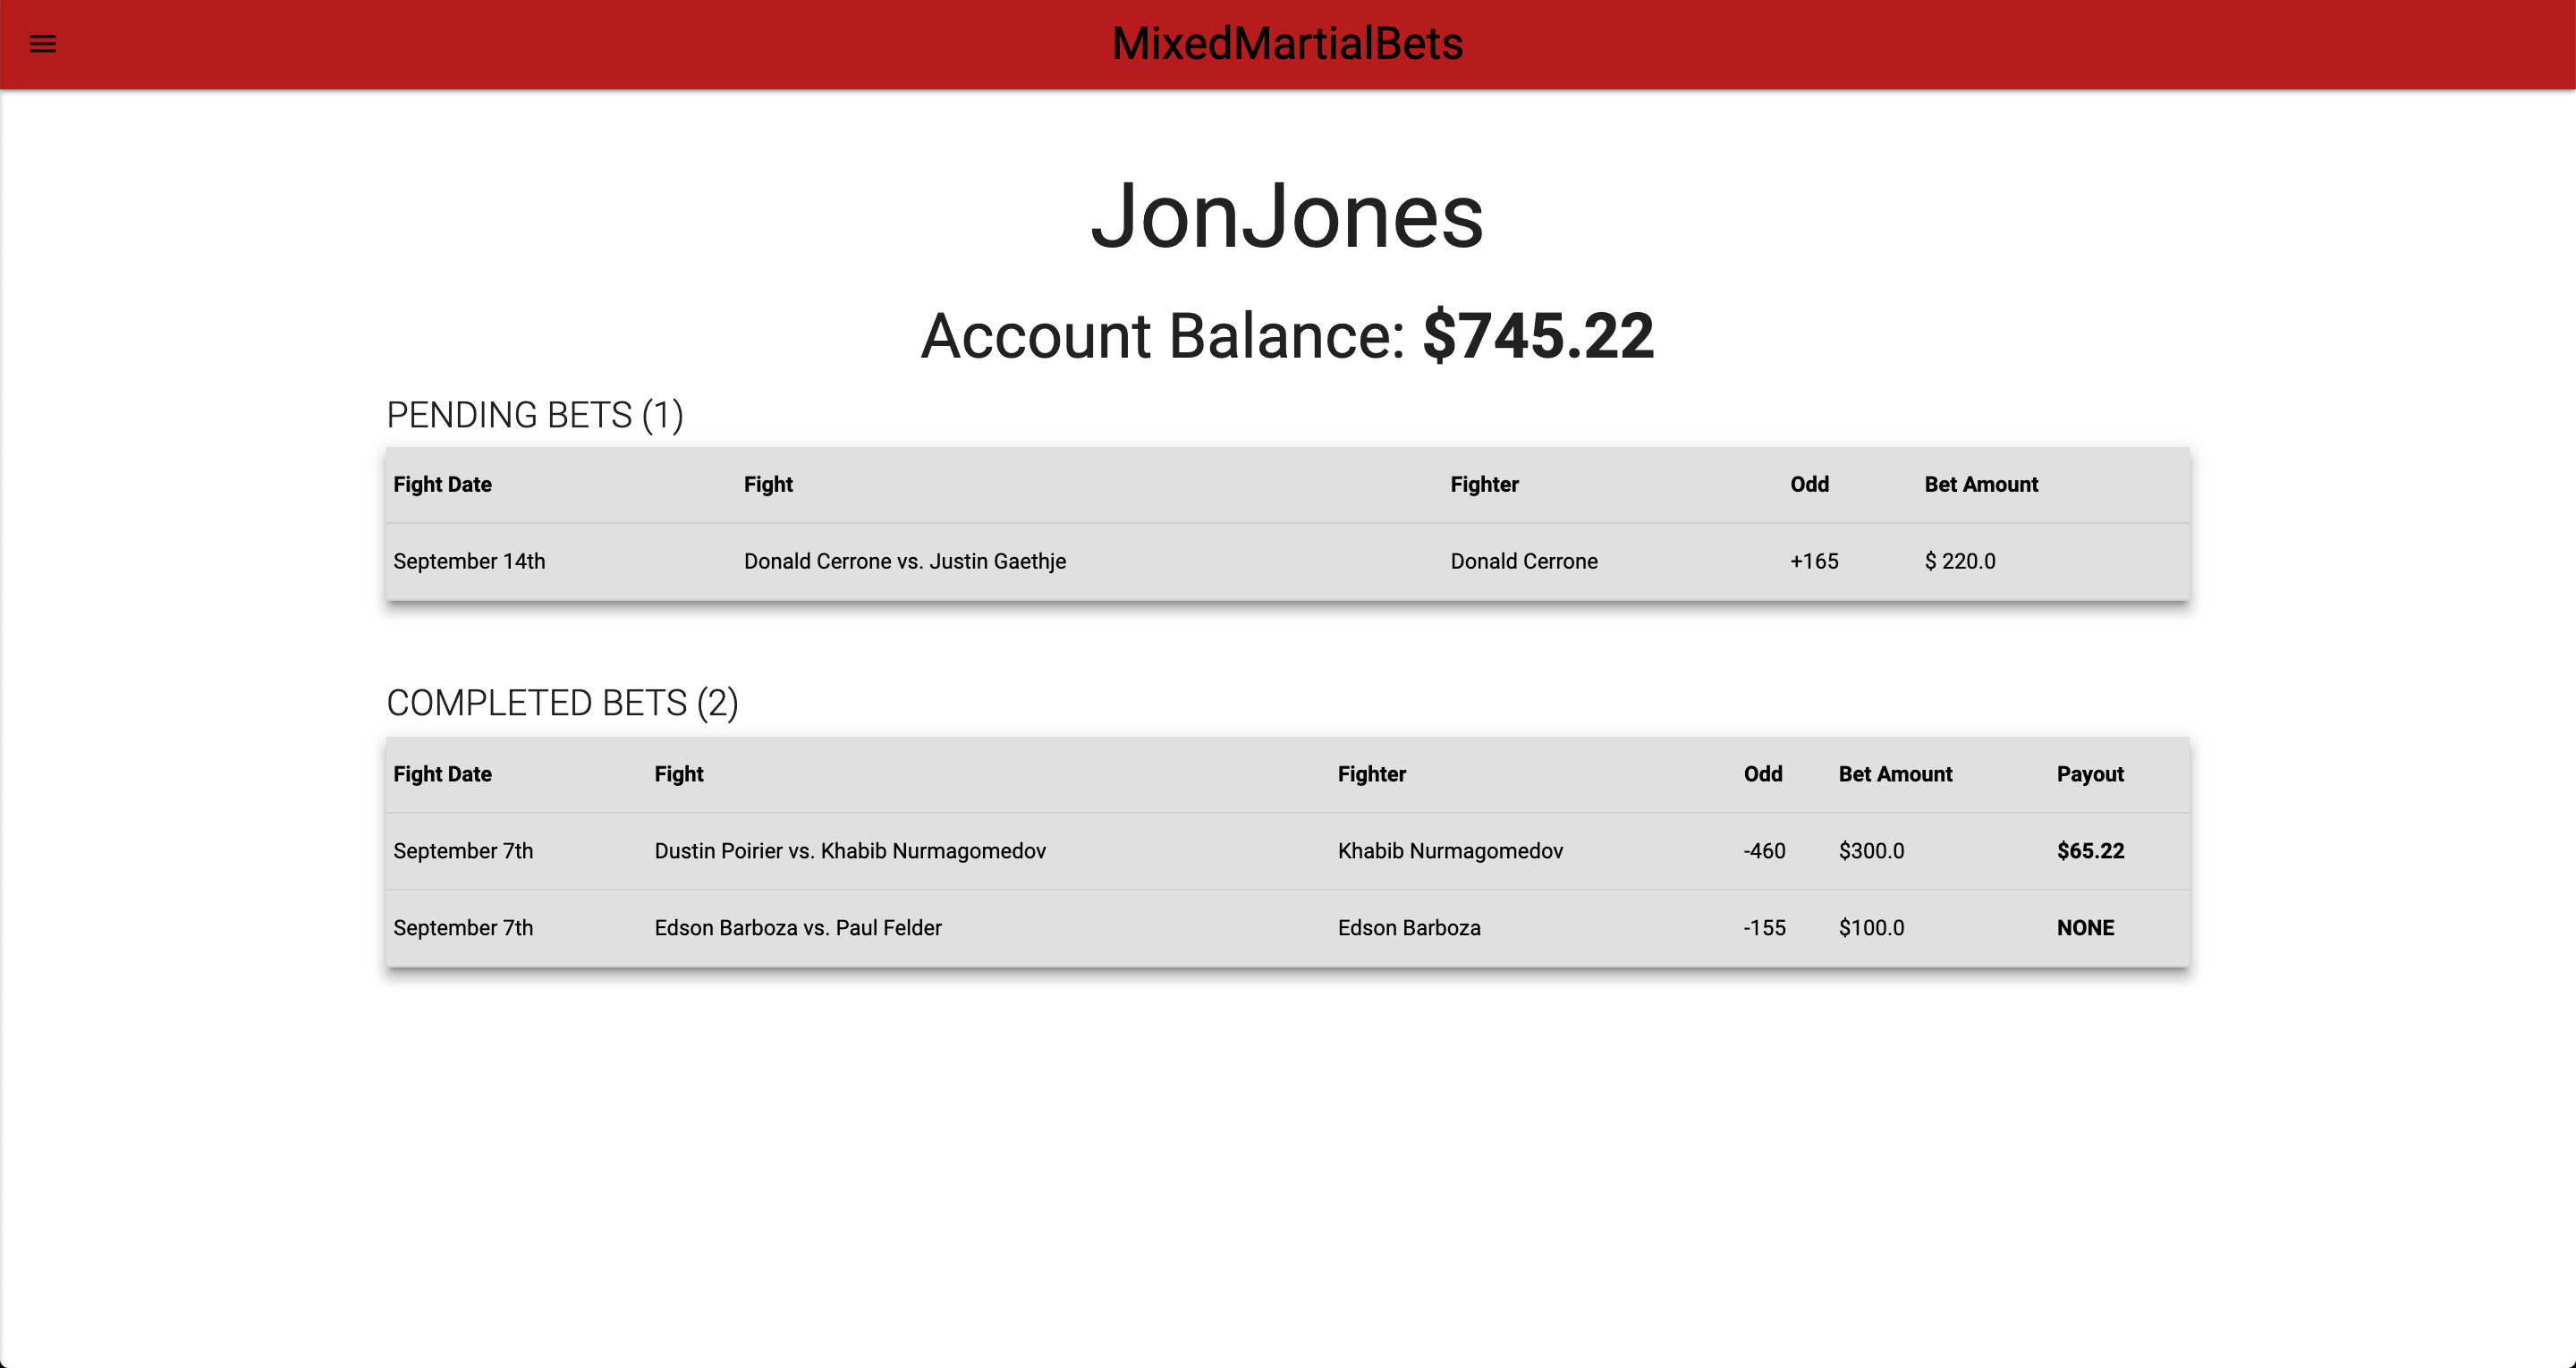 MixedMartialBets
JonJones
Account Balance: $745.22
PENDING BETS (1)
Fight Date Fight Fighter Odd Bet Amount
September 14th Donald Cerrone vs. Justin Gaethje Donald Cerrone +165 $ 220.0
COMPLETED BETS (2)
Fight Date Fight Fighter Odd Bet Amount Payout
September 7th Dustin Poirier vs. Khabib Nurmagomedov Khabib Nurmagomedov -460 $300.0 $65.22
September 7th Edson Barboza vs. Paul Felder Edson Barboza -155 $100.0 NONE